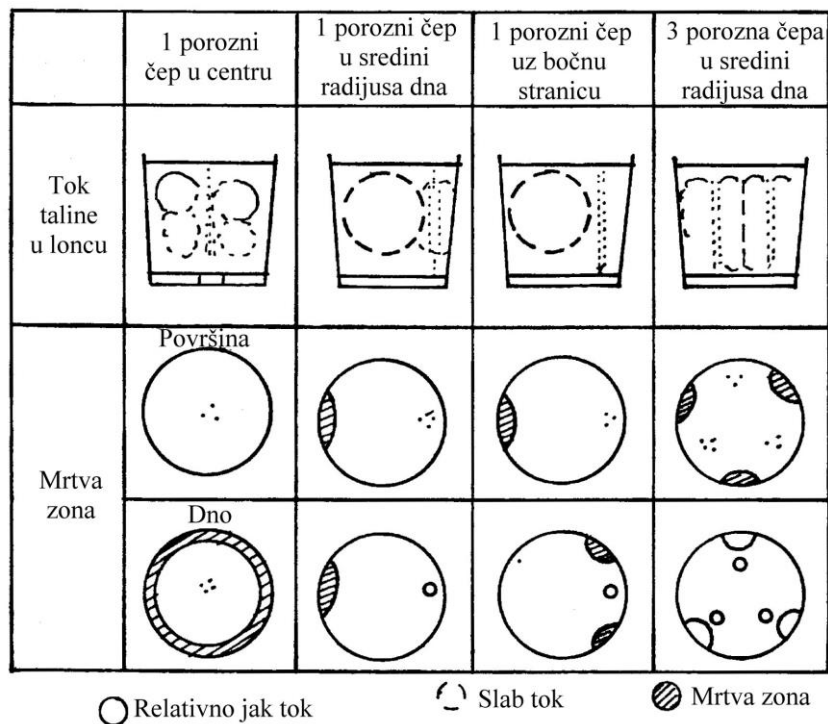 1 porozni
čep u centru
1 porozni čep
u sredini
radijusa dna
1 porozni čep
uz bočnu
stranicu
3 porozna čepa
u sredini
radijusa dna
Tok
taline
u loncu
Mrtva
zona
Površina
Dno
Relativno jak tok
Slab tok
Mrtva zona